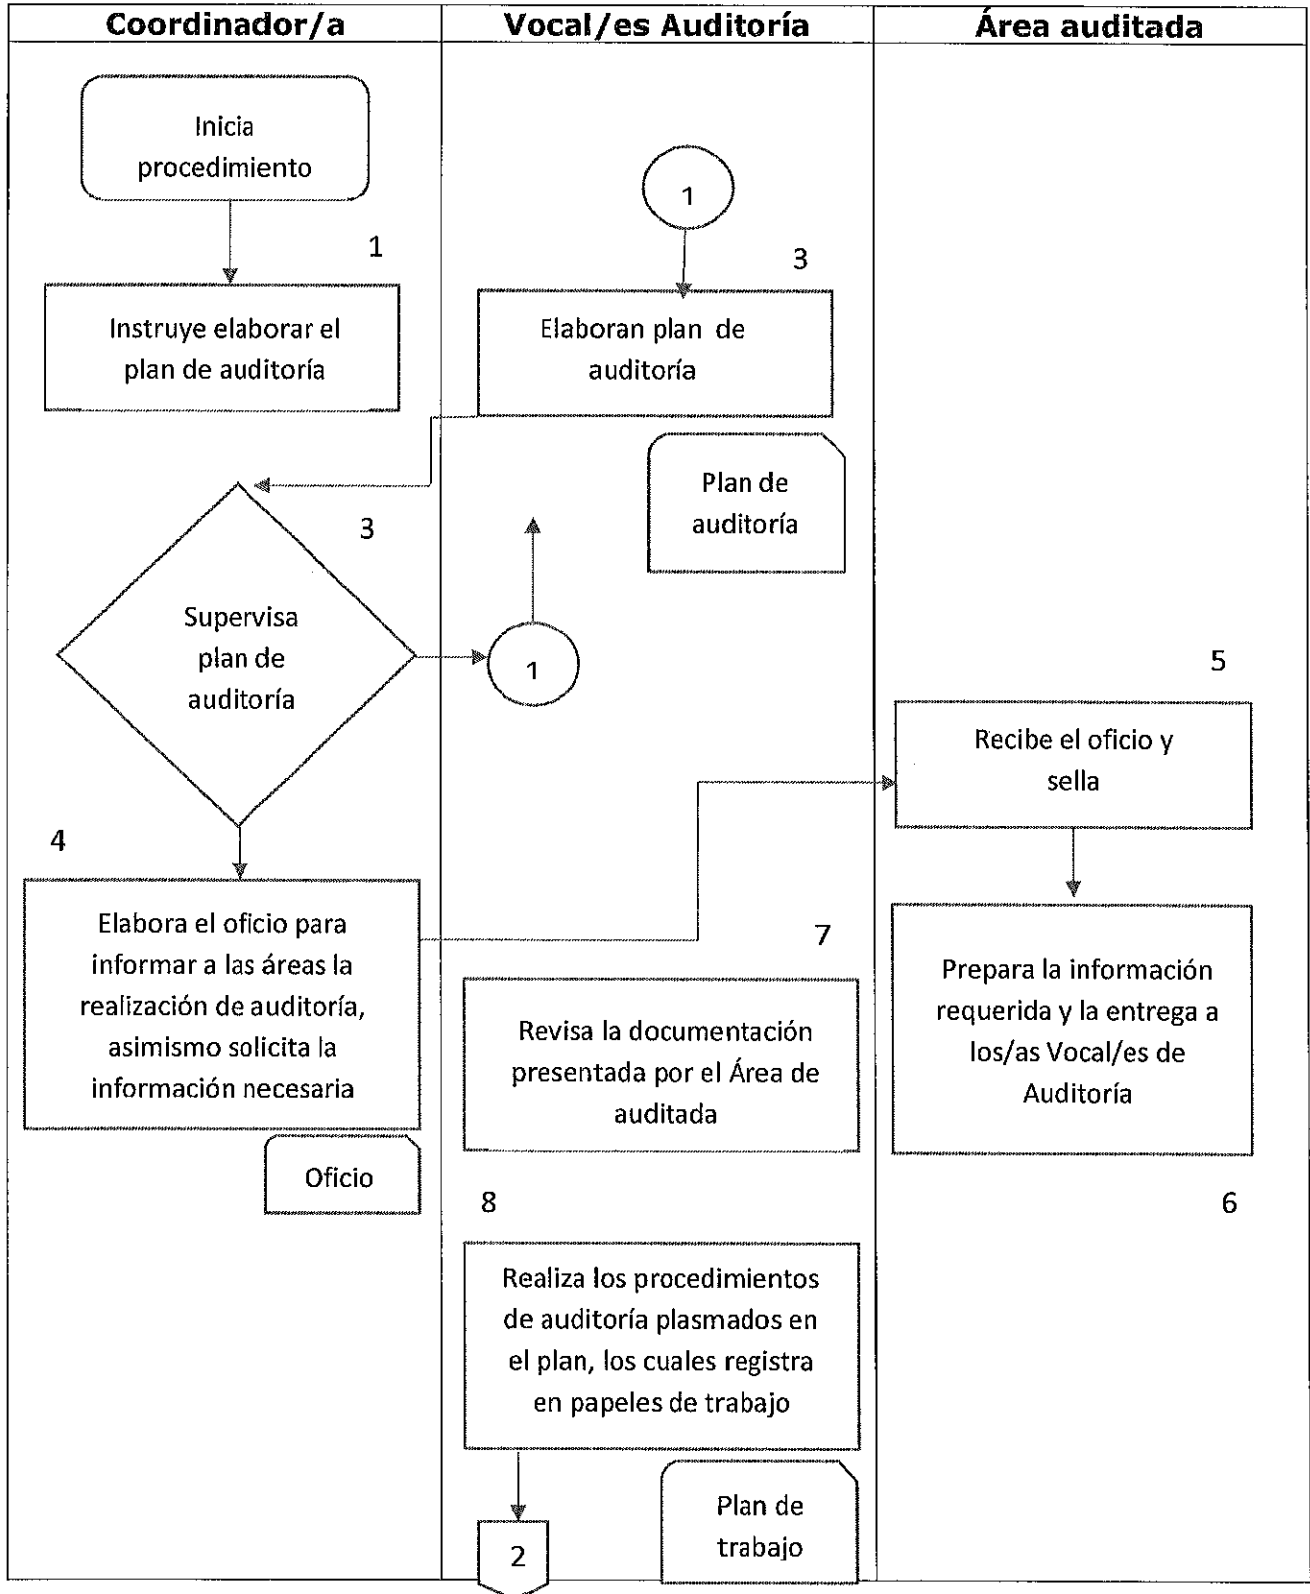 Coordinador/a
Vocal/es Auditoría
Área auditada
Inicia
procedimiento
1
Instruye elaborar el
plan de auditoría
1
3
Elaboran plan de
auditoría
Plan de
auditoría
3
Supervisa
plan de
auditoría
1
4
Elabora el oficio para
informar a las áreas la
realización de auditoría,
asimismo solicita la
información necesaria
Oficio
5
Recibe el oficio y
sella
Prepara la información
requerida y la entrega a
los/as Vocal/es de
Auditoría
6
7
Revisa la documentación
presentada por el Área de
auditada
8
Realiza los procedimientos
de auditoría plasmados en
el plan, los cuales registra
en papeles de trabajo
Plan de
trabajo
2